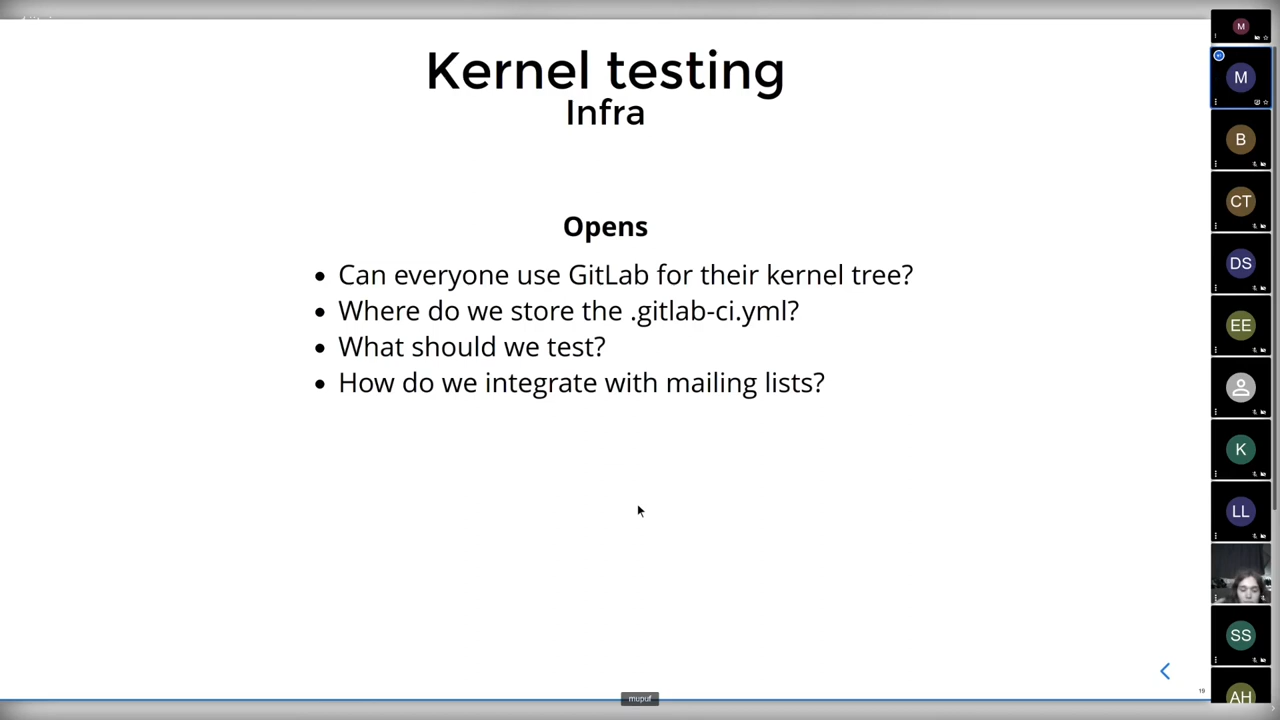 Kernel testing
Infra
Opens
Can everyone use GitLab for their kernel tree?
Where do we store the .gitlab-ci.yml?
What should we test?
How do we integrate with mailing lists?
19
mupuf
M
M
B
CT
DS
EE
K
LL
SS
AH